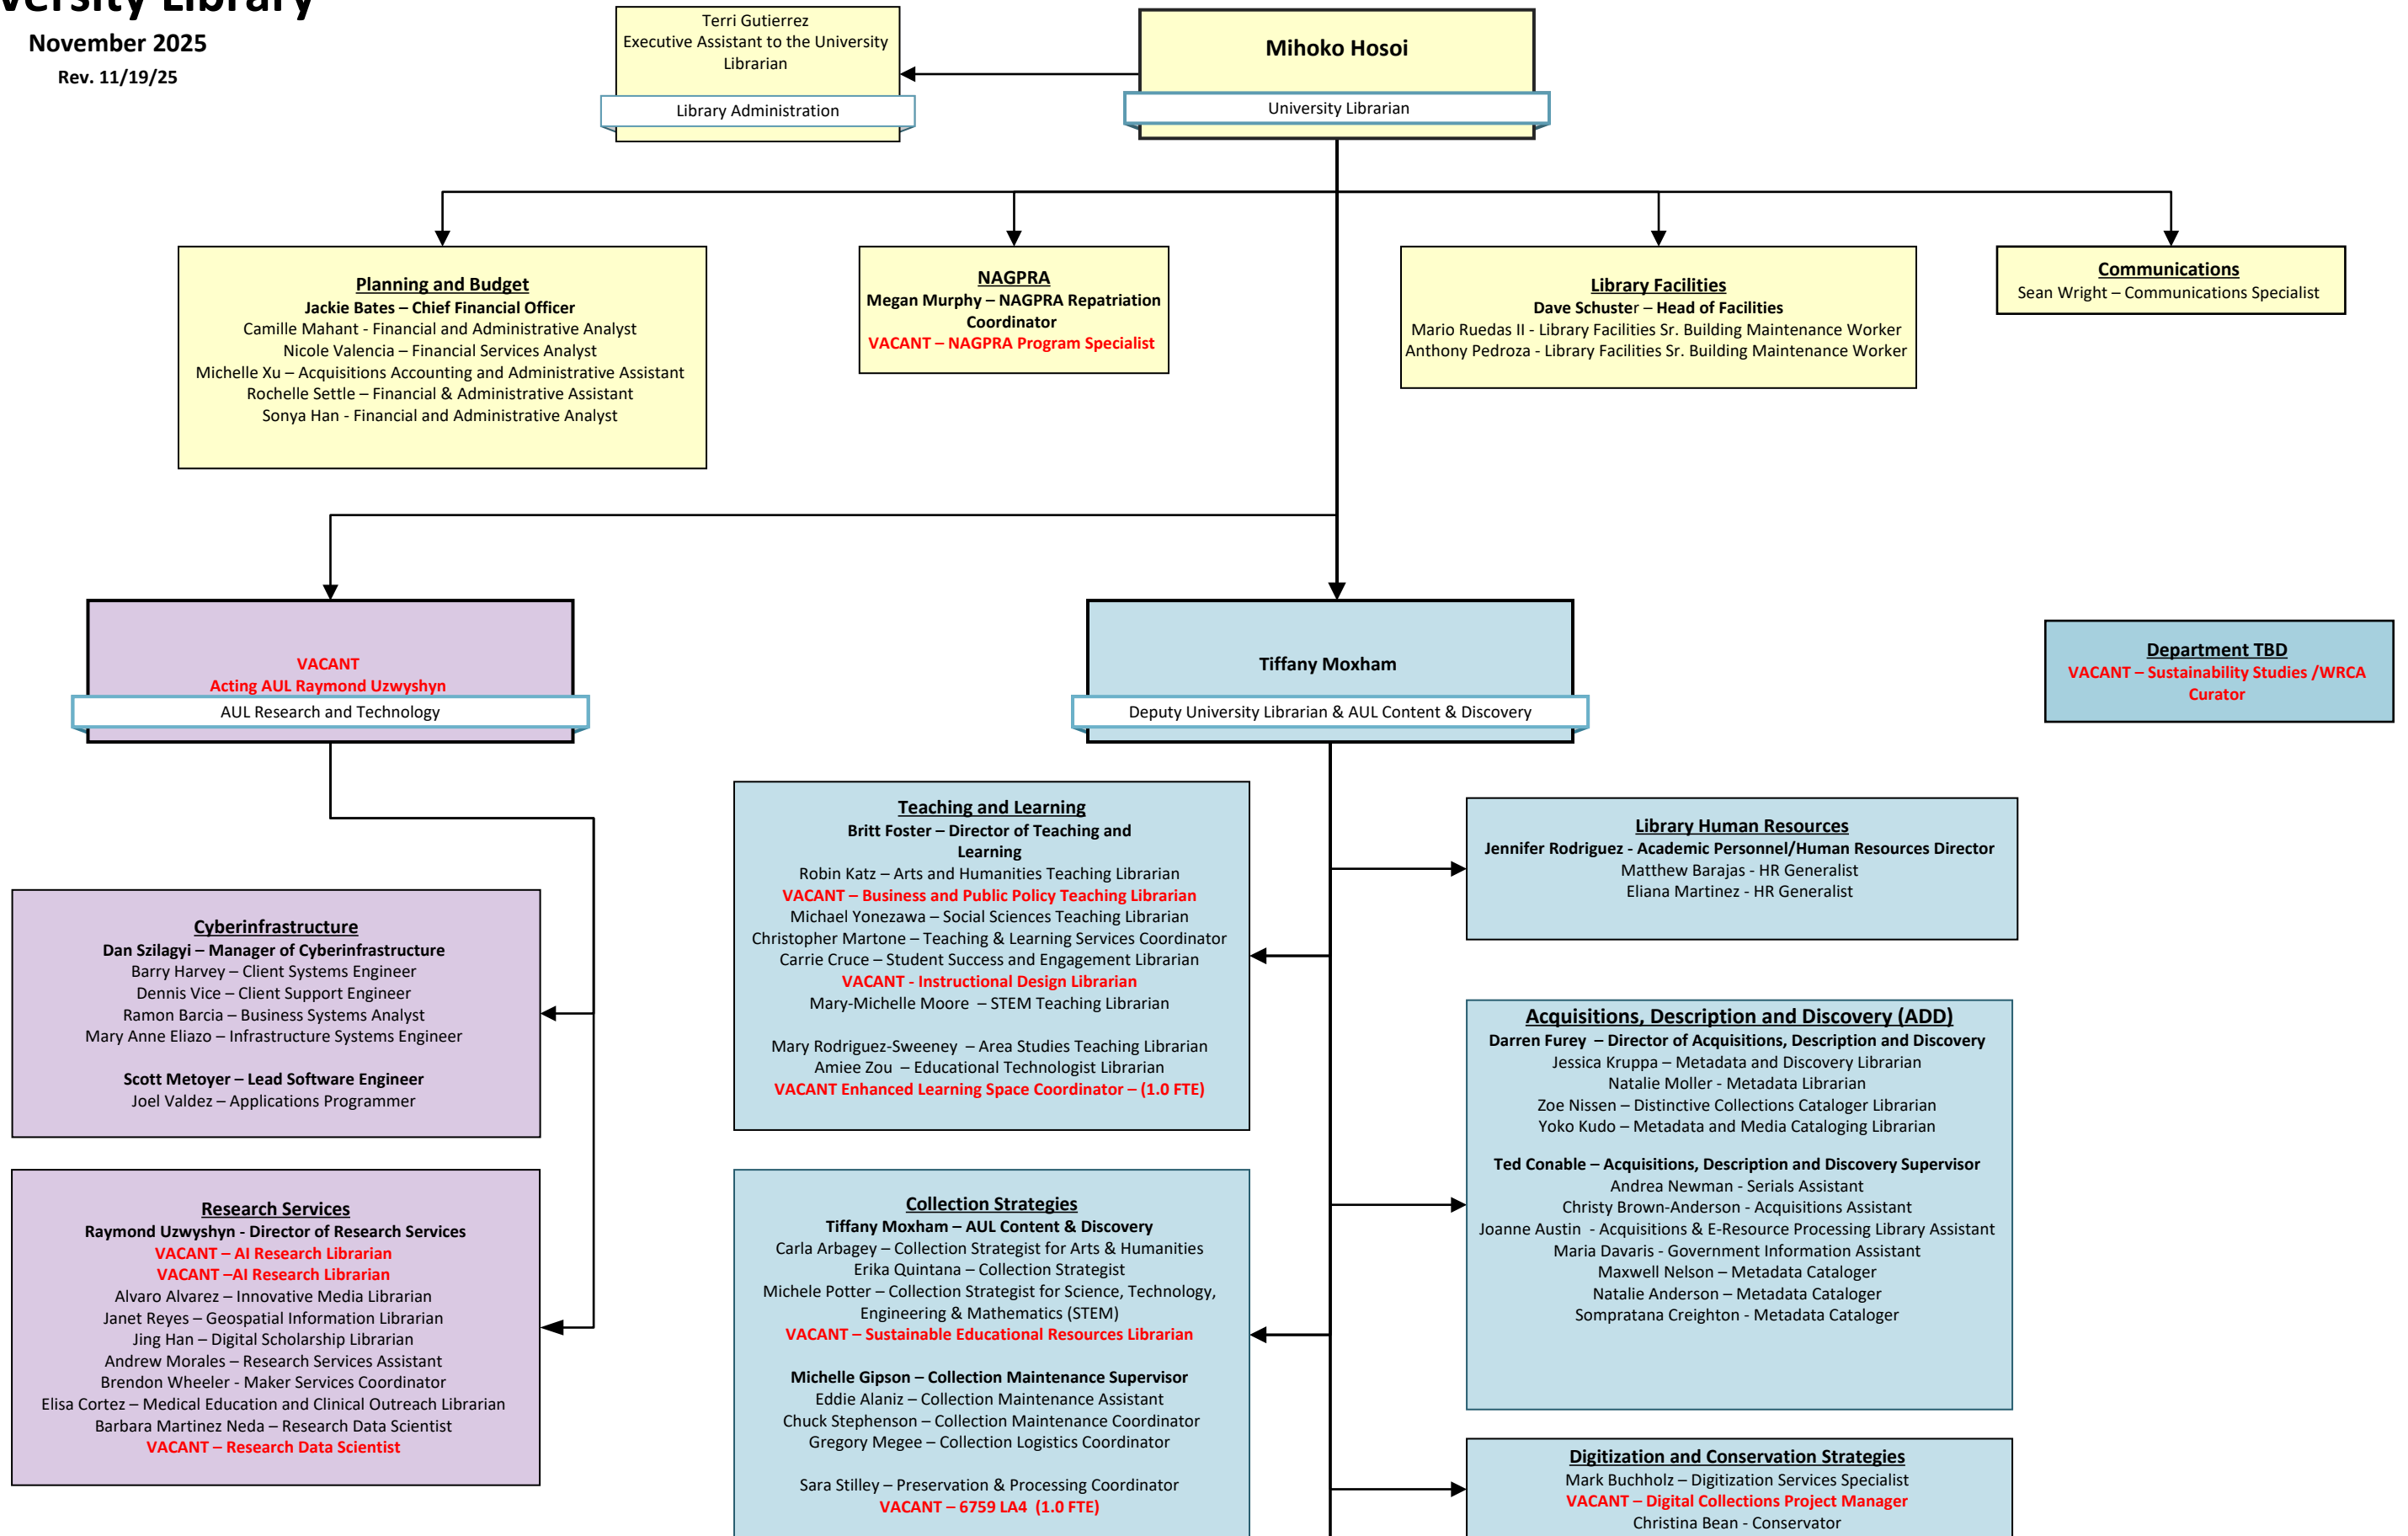 versity Library
November 2025
Rev. 11/19/25
Terri Gutierrez
Executive Assistant to the University
Librarian
Library Administration
Mihoko Hosoi
University Librarian
Planning and Budget
Jackie Bates – Chief Financial Officer
Camille Mahant - Financial and Administrative Analyst
Nicole Valencia – Financial Services Analyst
Michelle Xu – Acquisitions Accounting and Administrative Assistant
Rochelle Settle – Financial & Administrative Assistant
Sonya Han - Financial and Administrative Analyst
NAGPRA
Megan Murphy – NAGPRA Repatriation
Coordinator
VACANT – NAGPRA Program Specialist
Library Facilities
Dave Schuster – Head of Facilities
Mario Ruedas II - Library Facilities Sr. Building Maintenance Worker
Anthony Pedroza - Library Facilities Sr. Building Maintenance Worker
Communications
Sean Wright – Communications Specialist
VACANT
Acting AUL Raymond Uzwyshyn
AUL Research and Technology
Tiffany Moxham
Deputy University Librarian & AUL Content & Discovery
Department TBD
VACANT – Sustainability Studies /WRCA
Curator
Cyberinfrastructure
Dan Szilagyi – Manager of Cyberinfrastructure
Barry Harvey – Client Systems Engineer
Dennis Vice – Client Support Engineer
Ramon Barcia – Business Systems Analyst
Mary Anne Eliazo – Infrastructure Systems Engineer
Scott Metoyer – Lead Software Engineer
Joel Valdez – Applications Programmer
Research Services
Raymond Uzwyshyn - Director of Research Services
VACANT – AI Research Librarian
VACANT –AI Research Librarian
Alvaro Alvarez – Innovative Media Librarian
Janet Reyes – Geospatial Information Librarian
Jing Han – Digital Scholarship Librarian
Andrew Morales – Research Services Assistant
Brendon Wheeler - Maker Services Coordinator
Elisa Cortez – Medical Education and Clinical Outreach Librarian
Barbara Martinez Neda – Research Data Scientist
VACANT – Research Data Scientist
Teaching and Learning
Britt Foster – Director of Teaching and
Learning
Robin Katz – Arts and Humanities Teaching Librarian
VACANT – Business and Public Policy Teaching Librarian
Michael Yonezawa – Social Sciences Teaching Librarian
Christopher Martone – Teaching & Learning Services Coordinator
Carrie Cruce – Student Success and Engagement Librarian
VACANT - Instructional Design Librarian
Mary-Michelle Moore – STEM Teaching Librarian
Mary Rodriguez-Sweeney – Area Studies Teaching Librarian
Amiee Zou – Educational Technologist Librarian
VACANT Enhanced Learning Space Coordinator – (1.0 FTE)
Collection Strategies
Tiffany Moxham – AUL Content & Discovery
Carla Arbagey – Collection Strategist for Arts & Humanities
Erika Quintana – Collection Strategist
Michele Potter – Collection Strategist for Science, Technology,
Engineering & Mathematics (STEM)
VACANT – Sustainable Educational Resources Librarian
Michelle Gipson – Collection Maintenance Supervisor
Eddie Alaniz – Collection Maintenance Assistant
Chuck Stephenson – Collection Maintenance Coordinator
Gregory Megee – Collection Logistics Coordinator
Sara Stilley – Preservation & Processing Coordinator
VACANT – 6759 LA4 (1.0 FTE)
Library Human Resources
Jennifer Rodriguez - Academic Personnel/Human Resources Director
Matthew Barajas - HR Generalist
Eliana Martinez - HR Generalist
Acquisitions, Description and Discovery (ADD)
Darren Furey – Director of Acquisitions, Description and Discovery
Jessica Kruppa – Metadata and Discovery Librarian
Natalie Moller - Metadata Librarian
Zoe Nissen – Distinctive Collections Cataloger Librarian
Yoko Kudo – Metadata and Media Cataloging Librarian
Ted Conable – Acquisitions, Description and Discovery Supervisor
Andrea Newman - Serials Assistant
Christy Brown-Anderson - Acquisitions Assistant
Joanne Austin - Acquisitions & E-Resource Processing Library Assistant
Maria Davaris - Government Information Assistant
Maxwell Nelson – Metadata Cataloger
Natalie Anderson – Metadata Cataloger
Sompratana Creighton - Metadata Cataloger
Digitization and Conservation Strategies
Mark Buchholz – Digitization Services Specialist
VACANT – Digital Collections Project Manager
Christina Bean - Conservator